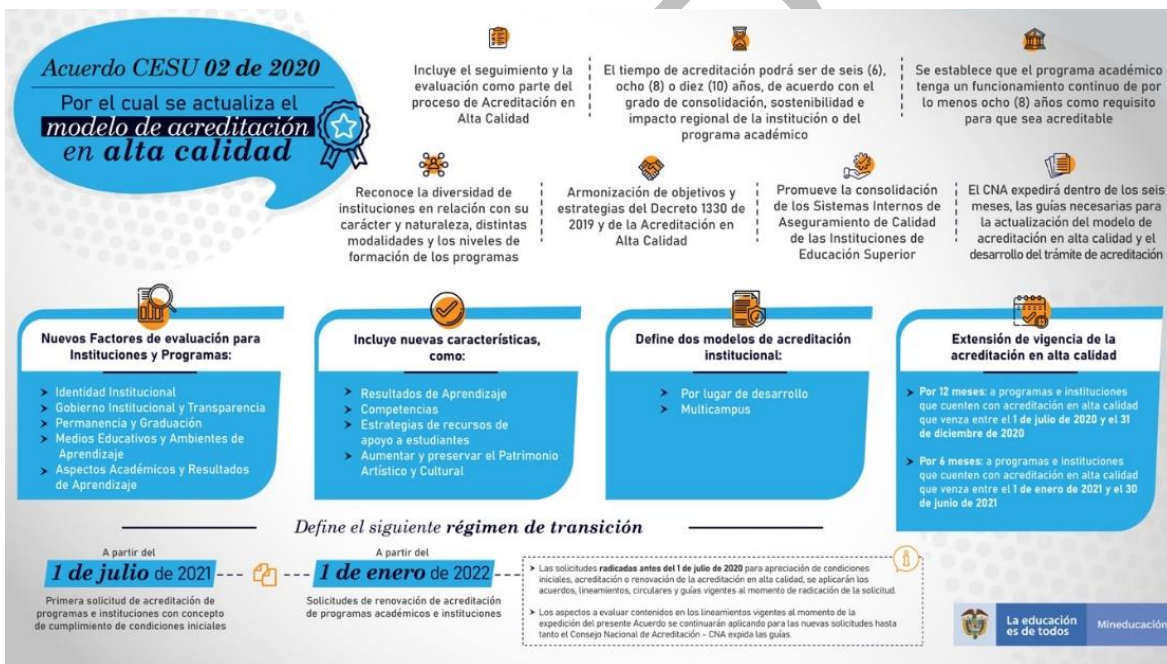 Acuerdo CESU 02 de 2020
Por el cual se actualiza el
modelo de acreditación
en alta calidad
Incluye el seguimiento y la
evaluación como parte del
proceso de Acreditación en
Alta Calidad
El tiempo de acreditación podrá ser de seis (6),
ocho (8) o diez (10) años, de acuerdo con el
grado de consolidación, sostenibilidad e
impacto regional de la institución o del
programa académico
Se establece que el programa académico
tenga un funcionamiento continuo de por
lo menos ocho (8) años como requisito
para que sea acreditable
Reconoce la diversidad de
instituciones en relación con su
carácter y naturaleza, distintas
modalidades y los niveles de
formación de los programas
Armonización de objetivos y
estrategias del Decreto 1330 de
2019 y de la Acreditación en
Alta Calidad
Promueve la consolidación
de los Sistemas Internos de
Aseguramiento de Calidad
de las Instituciones de
Educación Superior
El CNA expedirá dentro de los seis
meses, las guías necesarias para
la actualización del modelo de
acreditación en alta calidad y el
desarrollo del trámite de acreditación
Nuevos Factores de evaluación para
Instituciones y Programas:
➤ Identidad Institucional
➤ Gobierno Institucional y Transparencia
➤ Permanencia y Graduación
➤ Medios Educativos y Ambientes de
Aprendizaje
➤ Aspectos Académicos y Resultados
de Aprendizaje
Incluye nuevas características,
como:
➤ Resultados de Aprendizaje
➤ Competencias
➤ Estrategias de recursos de
apoyo a estudiantes
➤ Aumentar y preservar el Patrimonio
Artístico y Cultural
Define dos modelos de acreditación
institucional:
➤ Por lugar de desarrollo
➤ Multicampus
Extensión de vigencia de la
acreditación en alta calidad
➤ Por 12 meses: a programas e instituciones
que cuenten con acreditación en alta calidad
que venza entre el 1 de julio de 2020 y el 31
de diciembre de 2020
➤ Por 6 meses: a programas e instituciones
que cuenten con acreditación en alta calidad
que venza entre el 1 de enero de 2021 y el 30
de junio de 2021
Define el siguiente régimen de transición
A partir del
1 de julio de 2021
Primera solicitud de acreditación de
programas e instituciones con concepto
de cumplimiento de condiciones iniciales
A partir del
1 de enero de 2022
Solicitudes de renovación de acreditación
de programas académicos e instituciones
➤ Las solicitudes radicadas antes del 1 de julio de 2020 para apreciación de condiciones
iniciales, acreditación o renovación de la acreditación en alta calidad, se aplicarán los
acuerdos, lineamientos, circulares y guías vigentes al momento de radicación de la solicitud.
➤ Los aspectos a evaluar contenidos en los lineamientos vigentes al momento de la
expedición del presente Acuerdo se continuarán aplicando para las nuevas solicitudes hasta
tanto el Consejo Nacional de Acreditación - CNA expida las guías.
La educación
es de todos
Mineducación